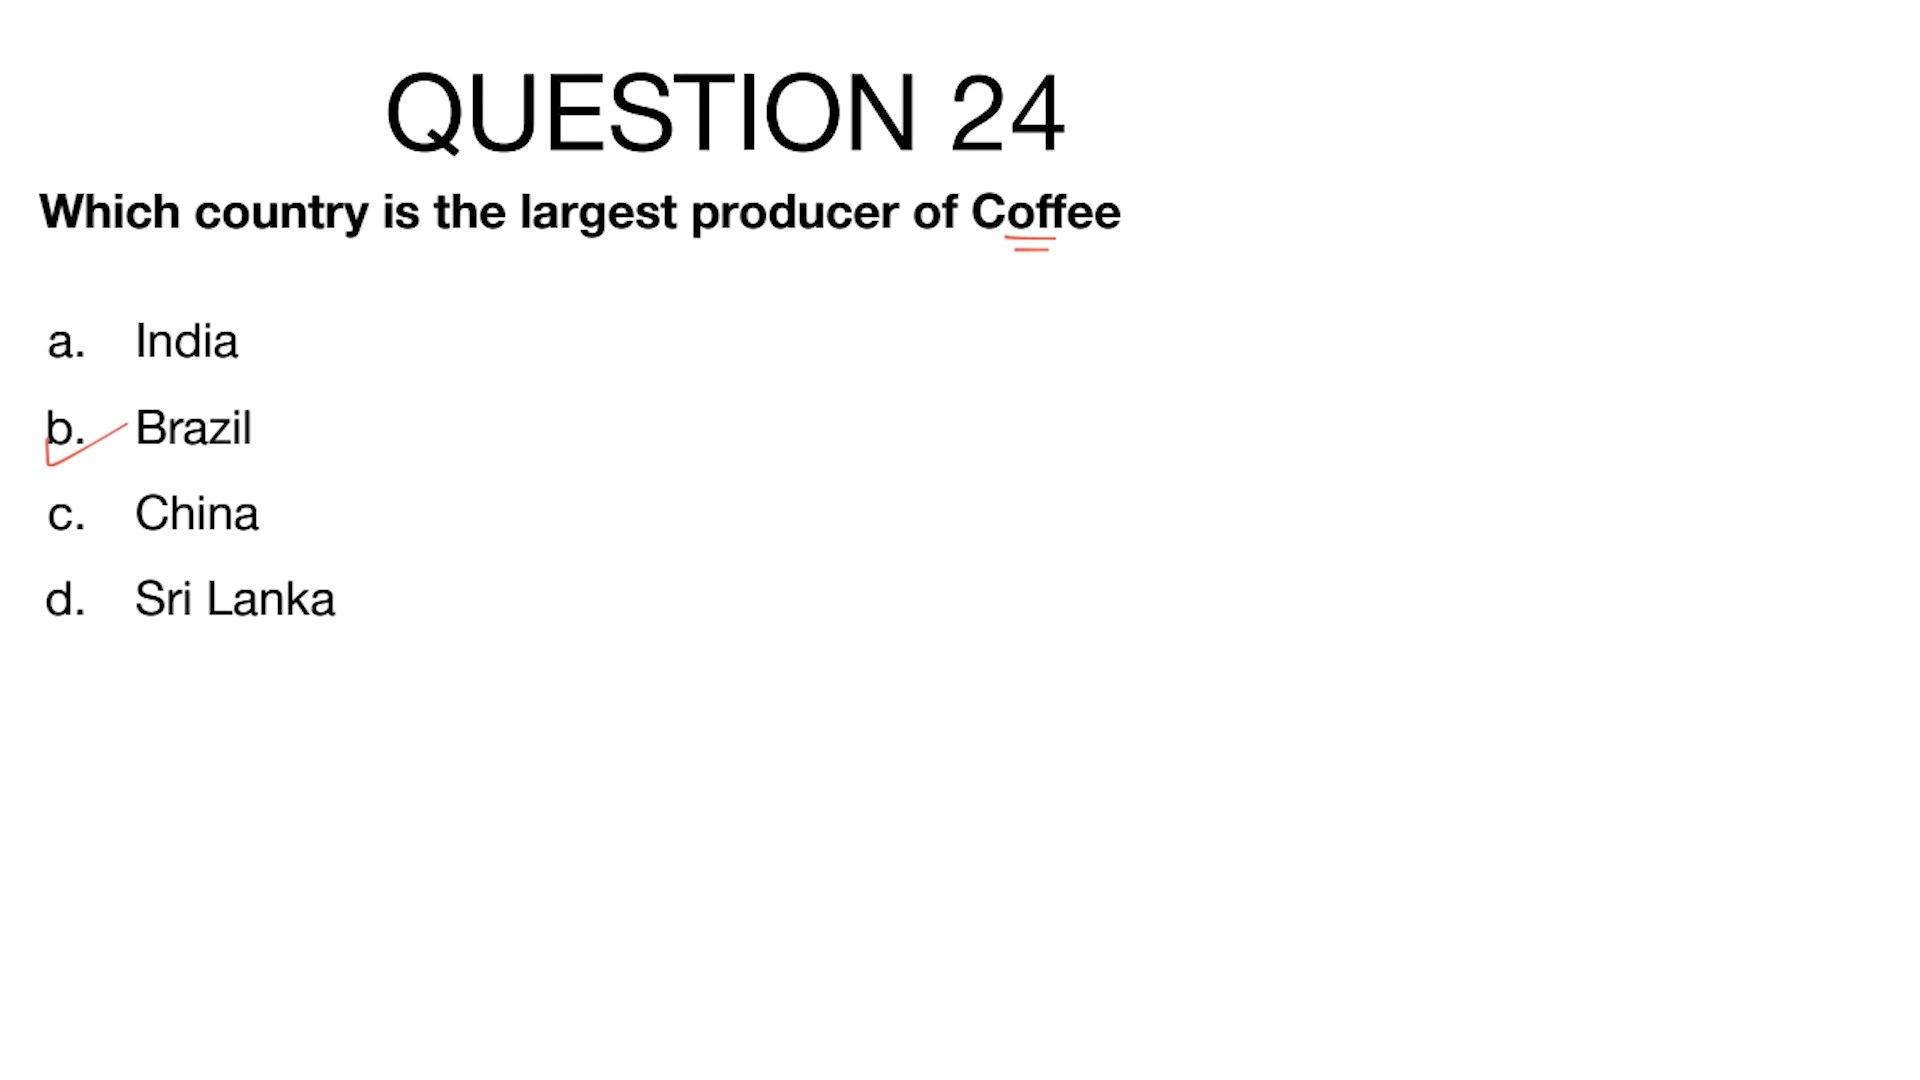 QUESTION 24
Which country is the largest producer of Coffee
a. India
b. Brazil
c. China
d. Sri Lanka